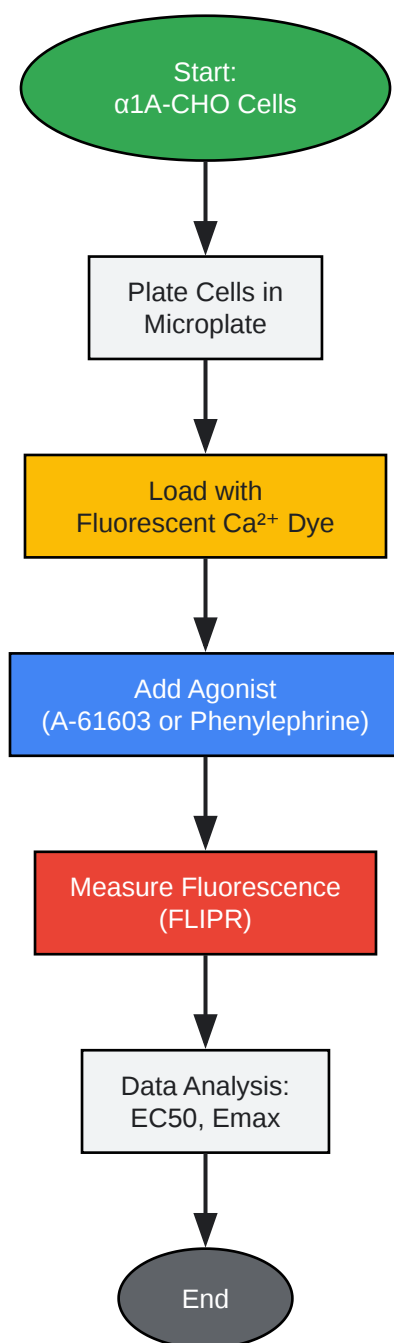 Start:
α1A-CHO Cells
Plate Cells in
Microplate
Load with
Fluorescent Ca²⁺ Dye
Add Agonist
(A-61603 or Phenylephrine)
Measure Fluorescence
(FLIPR)
Data Analysis:
EC50, Emax
End